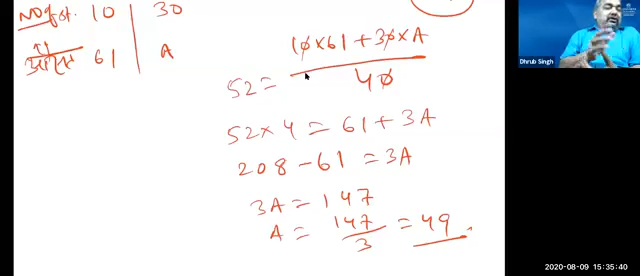 No of st. 10 | 30
औसत 61 | A
52 = (10×61 + 30×A) / 40
52×4 = 61 + 3A
208 - 61 = 3A
3A = 147
A = 147/3 = 49
Dhrub Singh
2020-08-09 15:35:40